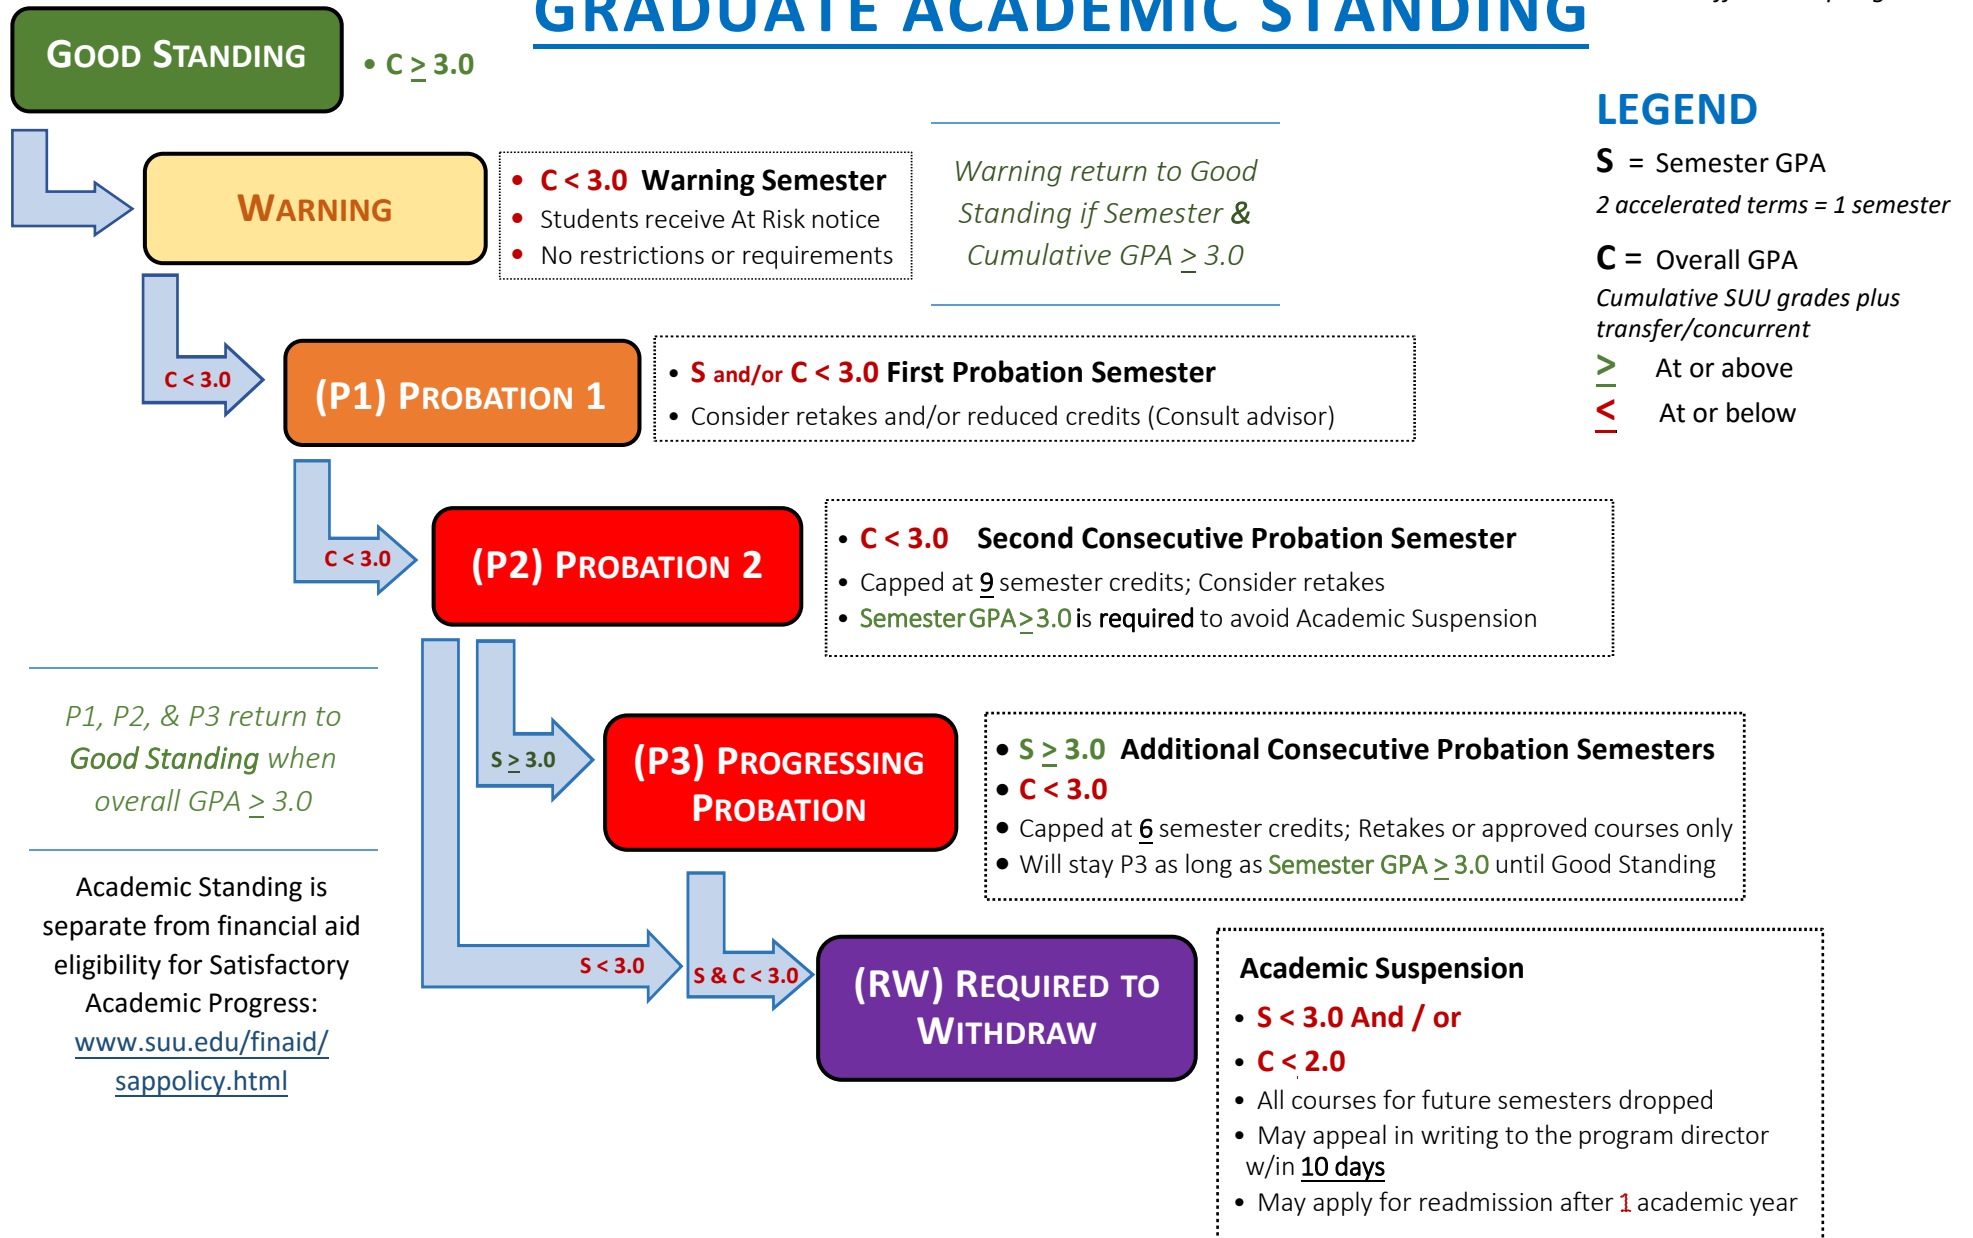 GRADUATE ACADEMIC STANDING
GOOD STANDING
• C ≥ 3.0
LEGEND
S = Semester GPA
2 accelerated terms = 1 semester
C = Overall GPA
Cumulative SUU grades plus
transfer/concurrent
≥ At or above
≤ At or below
WARNING
• C < 3.0 Warning Semester
• Students receive At Risk notice
• No restrictions or requirements
Warning return to Good
Standing if Semester &
Cumulative GPA ≥ 3.0
C < 3.0
(P1) PROBATION 1
• S and/or C < 3.0 First Probation Semester
• Consider retakes and/or reduced credits (Consult advisor)
C < 3.0
(P2) PROBATION 2
• C < 3.0 Second Consecutive Probation Semester
• Capped at 9 semester credits; Consider retakes
• Semester GPA ≥ 3.0 is required to avoid Academic Suspension
P1, P2, & P3 return to
Good Standing when
overall GPA ≥ 3.0
S ≥ 3.0
(P3) PROGRESSING
PROBATION
• S ≥ 3.0 Additional Consecutive Probation Semesters
• C < 3.0
• Capped at 6 semester credits; Retakes or approved courses only
• Will stay P3 as long as Semester GPA ≥ 3.0 until Good Standing
Academic Standing is
separate from financial aid
eligibility for Satisfactory
Academic Progress:
www.suu.edu/finaid/
sappolicy.html
S < 3.0
S & C < 3.0
(RW) REQUIRED TO
WITHDRAW
Academic Suspension
• S < 3.0 And / or
• C < 2.0
• All courses for future semesters dropped
• May appeal in writing to the program director
w/in 10 days
• May apply for readmission after 1 academic year